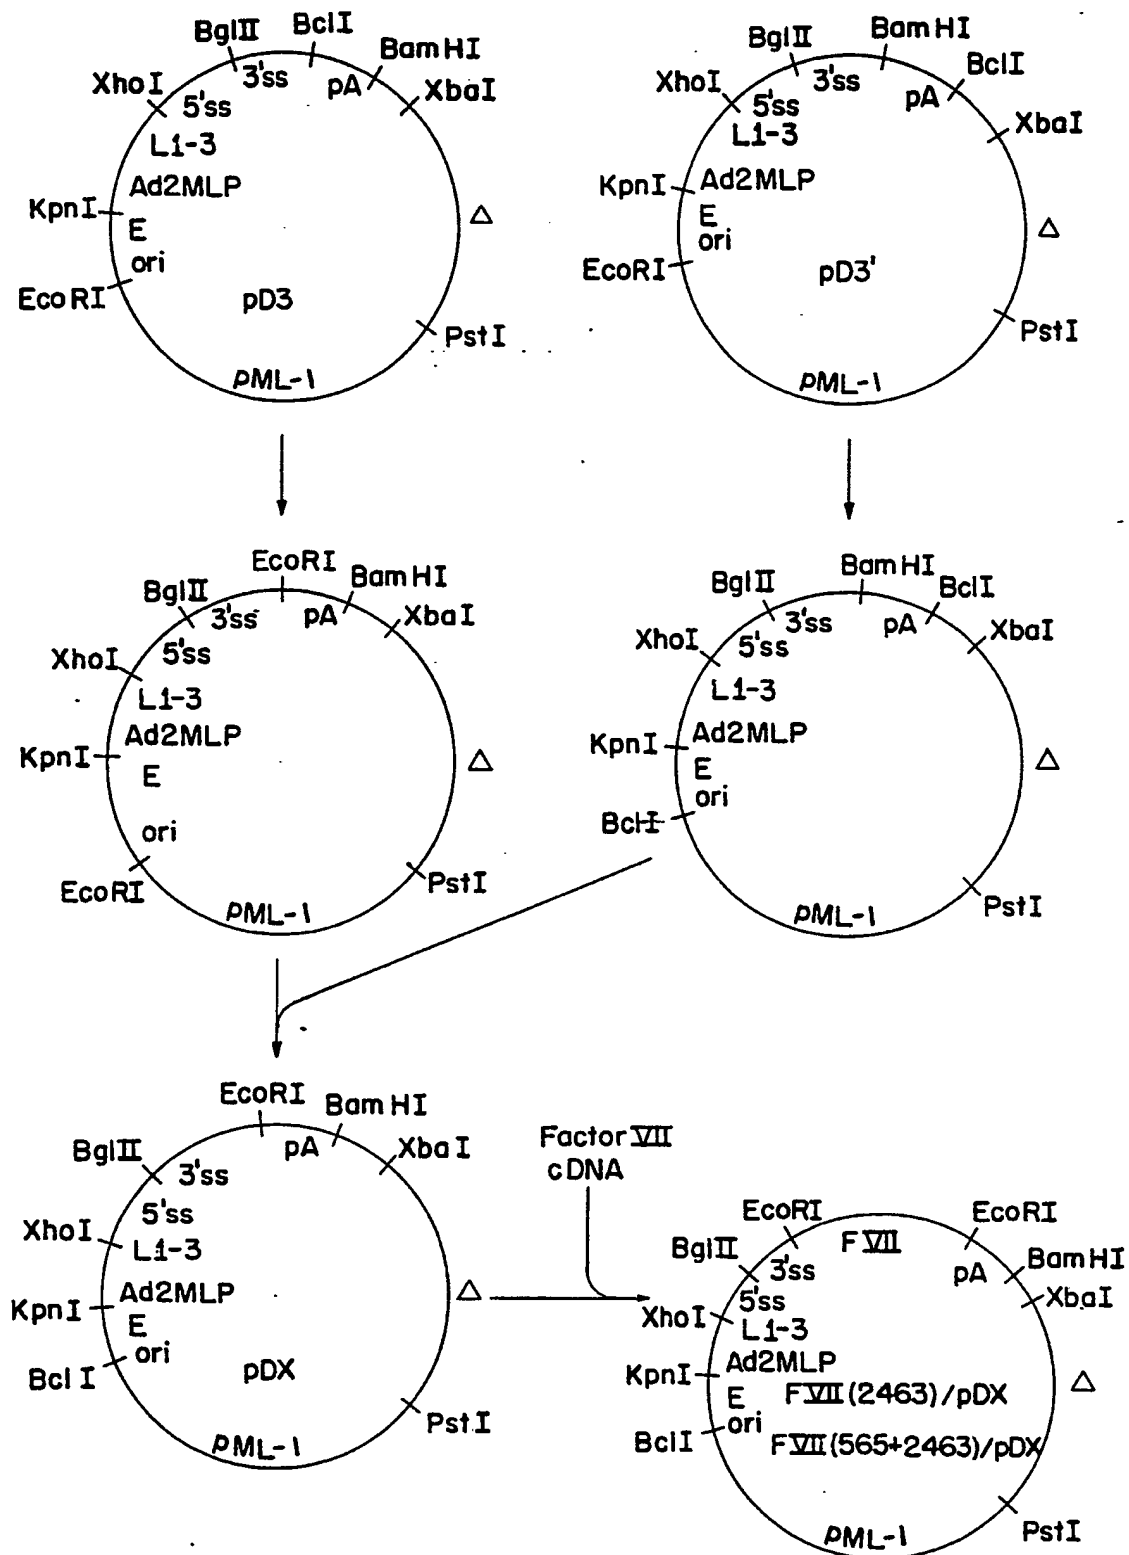 BglII
BclI
BamHI
XhoI
3'ss
pA
XbaI
5'ss
L1-3
Ad2MLP
KpnI
E
ori
EcoRI
pD3
PstI
pML-1
Δ
BglII
BamHI
BclI
XhoI
3'ss
pA
XbaI
5'ss
L1-3
KpnI
Ad2MLP
E
ori
EcoRI
pD3'
PstI
pML-1
Δ
EcoRI
BamHI
BglII
3'ss
pA
XbaI
5'ss
XhoI
L1-3
Ad2MLP
KpnI
E
ori
EcoRI
PstI
pML-1
Δ
BamHI
BglII
BclI
3'ss
pA
XbaI
XhoI
5'ss
L1-3
KpnI
Ad2MLP
E
ori
BclI
PstI
pML-1
Δ
EcoRI
BamHI
BglII
3'ss
pA
XbaI
5'ss
XhoI
L1-3
Ad2MLP
KpnI
E
ori
BclI
pDX
PstI
pML-1
Δ
Factor VII
cDNA
EcoRI
EcoRI
BglII
FVII
BamHI
3'ss
pA
XbaI
5'ss
XhoI
L1-3
KpnI
Ad2MLP
E
FVII(2463)/pDX
ori
BclI
FVII(565+2463)/pDX
PstI
pML-1
Δ